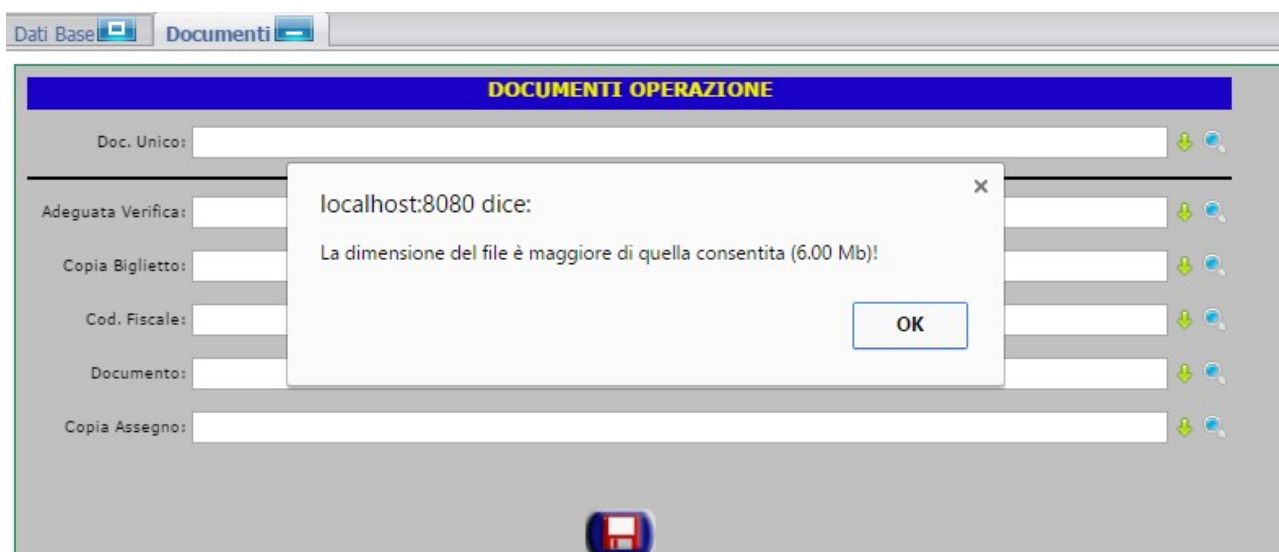 Dati Base Documenti
DOCUMENTI OPERAZIONE
Doc. Unico:
localhost:8080 dice:
La dimensione del file è maggiore di quella consentita (6.00 Mb)!
OK
Adeguata Verifica:
Copia Biglietto:
Cod. Fiscale:
Documento:
Copia Assegno: